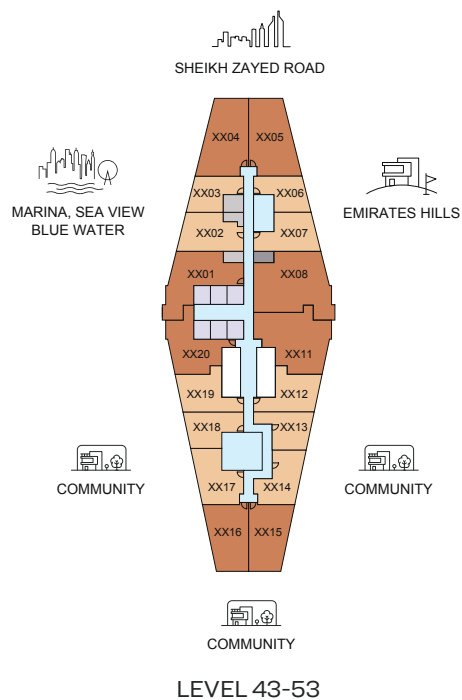 SHEIKH ZAYED ROAD
XX04 XX05
XX03 XX06
MARINA, SEA VIEW
BLUE WATER
EMIRATES HILLS
XX02 XX07
XX01 XX08
XX20 XX11
XX19 XX12
XX18 XX13
COMMUNITY
COMMUNITY
XX17 XX14
XX16 XX15
COMMUNITY
LEVEL 43-53